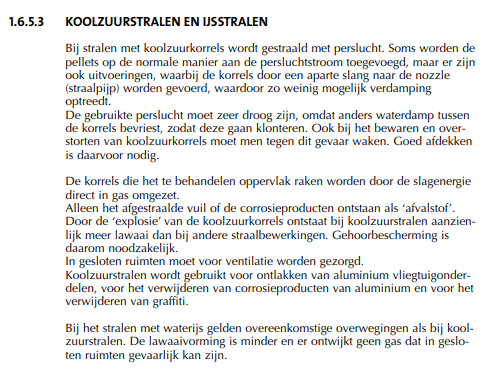 1.6.5.3 KOOLZUURSTRALEN EN IJSSTRALEN
Bij stralen met koolzuurkorrels wordt gestraald met perslucht. Soms worden de
pellets op de normale manier aan de persluchtstroom toegevoegd, maar er zijn
ook uitvoeringen, waarbij de korrels door een aparte slang naar de nozzle
(straalpijp) worden gevoerd, waardoor zo weinig mogelijk verdamping
optreedt.
De gebruikte perslucht moet zeer droog zijn, omdat anders waterdamp tussen
de korrels bevriest, zodat deze gaan klonteren. Ook bij het bewaren en over-
storten van koolzuurkorrels moet men tegen dit gevaar waken. Goed afdekken
is daarvoor nodig.
De korrels die het te behandelen oppervlak raken worden door de slagenergie
direct in gas omgezet.
Alleen het afgestraalde vuil of de corrosieproducten ontstaan als ‘afvalstof’.
Door de ‘explosie’ van de koolzuurkorrels ontstaat bij koolzuurstralen aanzien-
lijk meer lawaai dan bij andere straalbewerkingen. Gehoorbescherming is
daarom noodzakelijk.
In gesloten ruimten moet voor ventilatie worden gezorgd.
Koolzuurstralen wordt gebruikt voor ontlakken van aluminium vliegtuigonder-
delen, voor het verwijderen van corrosieproducten van aluminium en voor het
verwijderen van graffiti.
Bij het stralen met waterijs gelden overeenkomstige overwegingen als bij kool-
zuurstralen. De lawaaivorming is minder en er ontwijkt geen gas dat in geslo-
ten ruimten gevaarlijk kan zijn.